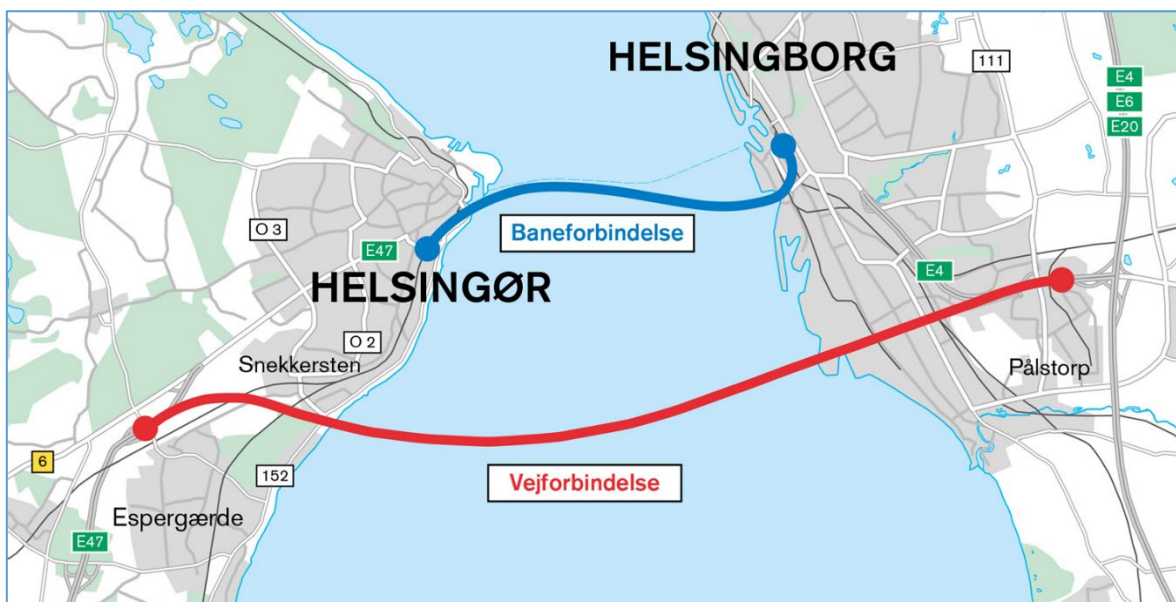 HELSINGBORG
111
E4
E6
E20
O 3
E47
Baneforbindelse
HELSINGØR
E4
O 2
Snekkersten
Pålstorp
6
152
Vejforbindelse
Espergærde
E47